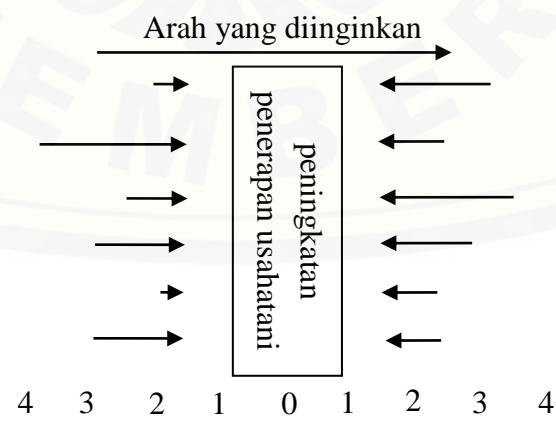 Arah yang diinginkan
peningkatan
penerapan usahatani
4 3 2 1 0 1 2 3 4